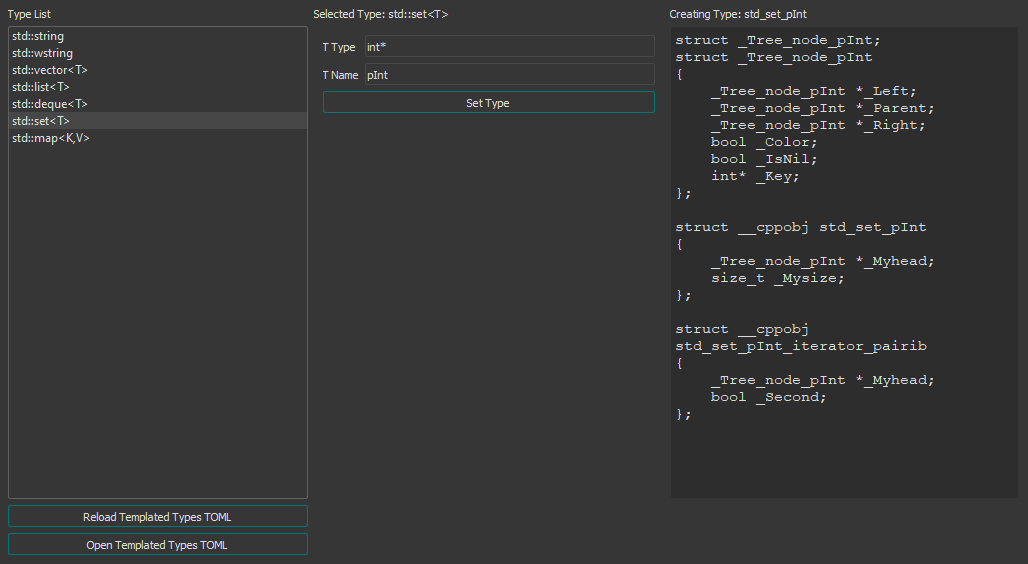 Type List
std::string
std::wstring
std::vector<T>
std::list<T>
std::deque<T>
std::set<T>
std::map<K,V>
Reload Templated Types TOML
Open Templated Types TOML
Selected Type: std::set<T>
T Type int*
T Name pInt
Set Type
Creating Type: std_set_pInt
struct _Tree_node_pInt;
struct _Tree_node_pInt
{
    _Tree_node_pInt *_Left;
    _Tree_node_pInt *_Parent;
    _Tree_node_pInt *_Right;
    bool _Color;
    bool _IsNil;
    int* _Key;
};

struct __cppobj std_set_pInt
{
    _Tree_node_pInt *_Myhead;
    size_t _Mysize;
};

struct __cppobj
std_set_pInt_iterator_pairib
{
    _Tree_node_pInt *_Myhead;
    bool _Second;
};